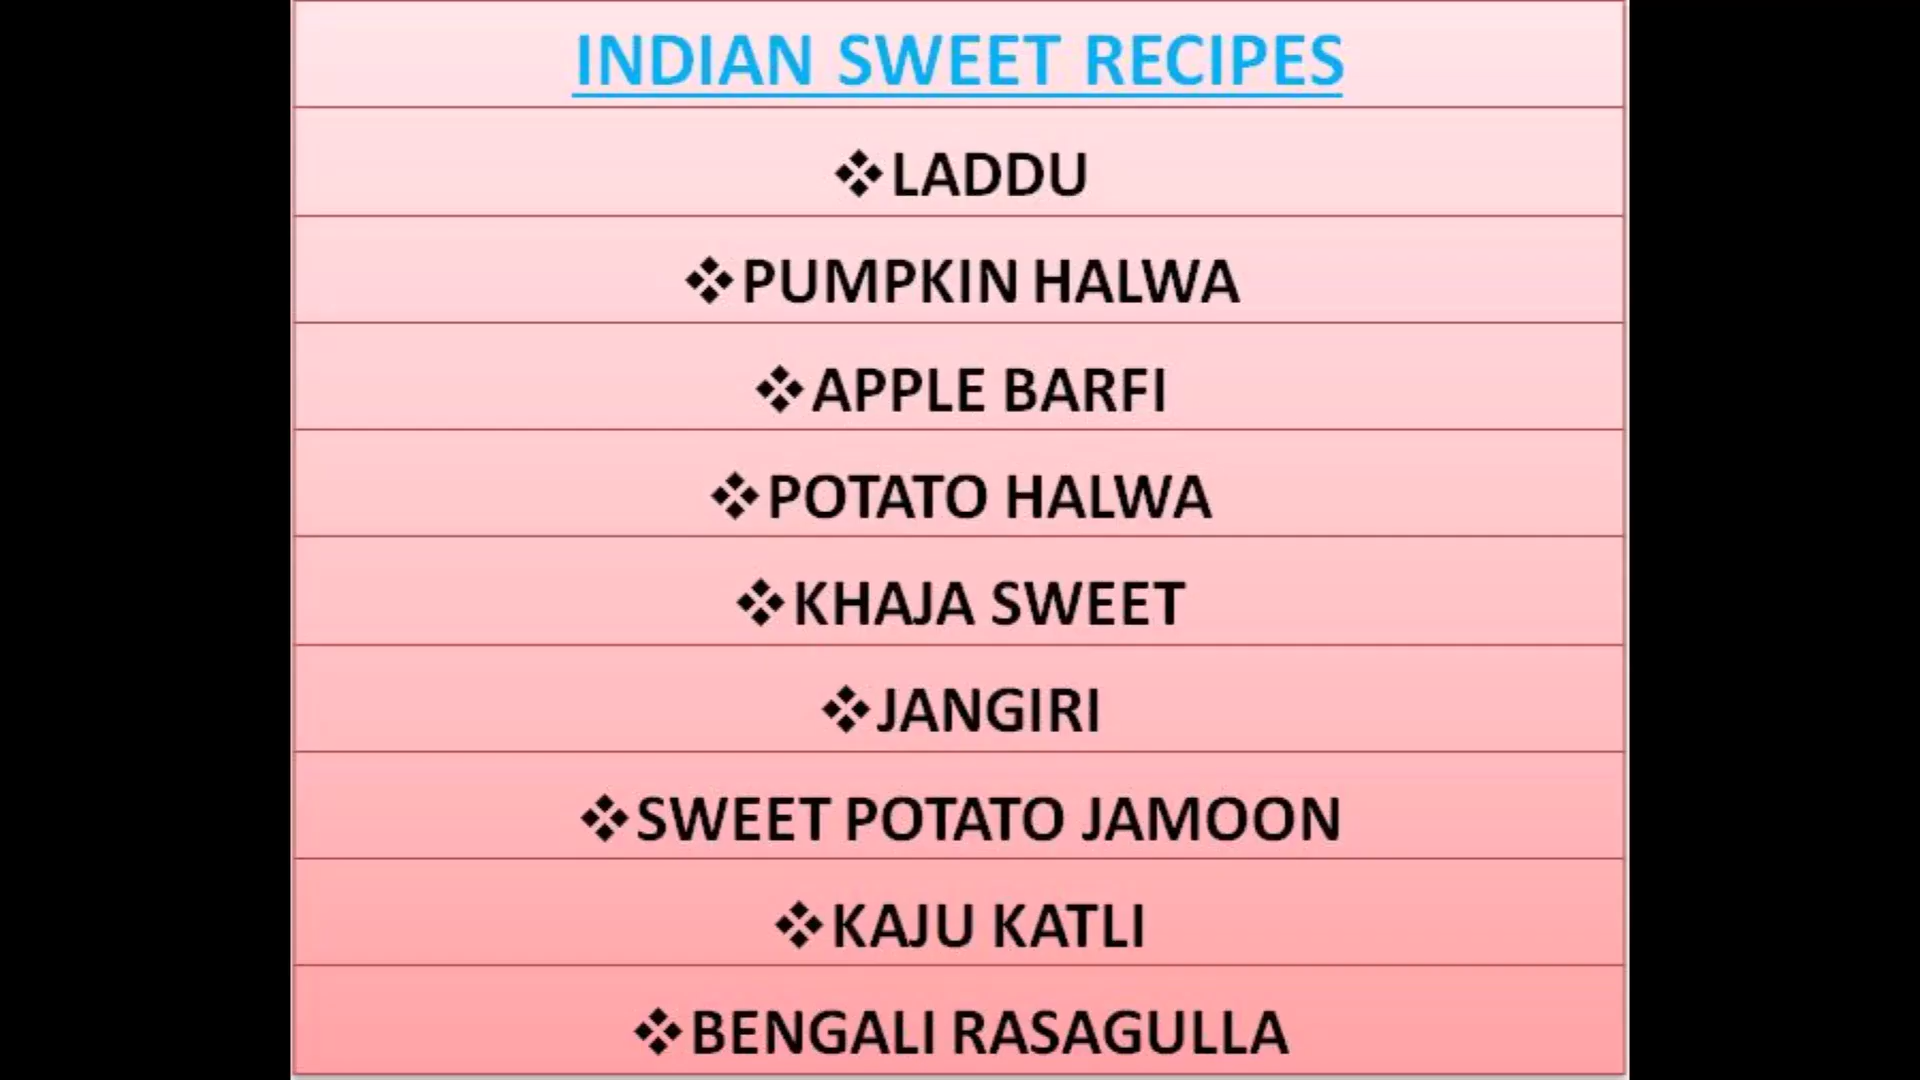 INDIAN SWEET RECIPES
❖LADDU
❖PUMPKIN HALWA
❖APPLE BARFI
❖POTATO HALWA
❖KHAJA SWEET
❖JANGIRI
❖SWEET POTATO JAMOON
❖KAJU KATLI
❖BENGALI RASAGULLA